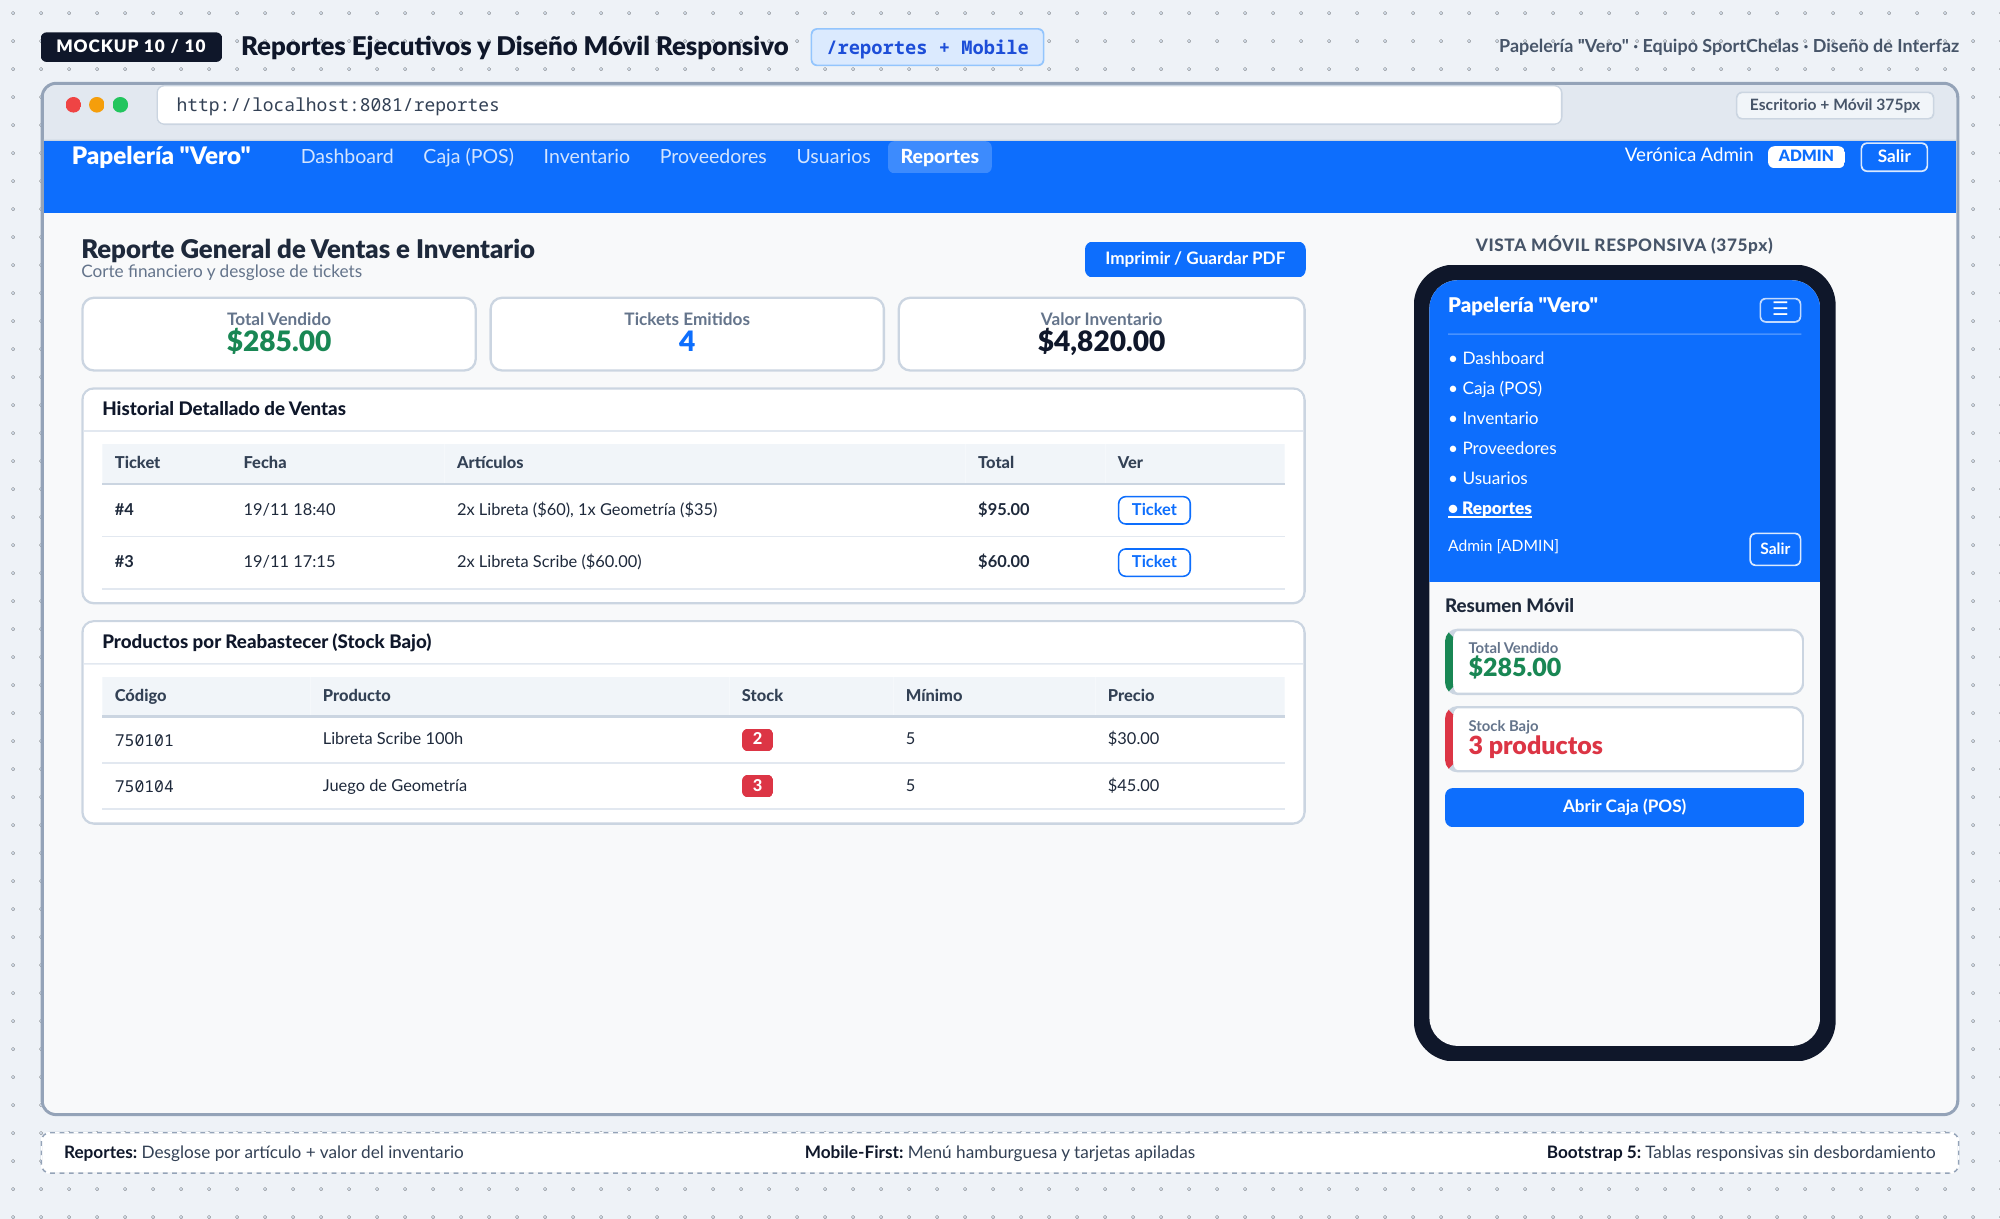 MOCKUP 10 / 10 Reportes Ejecutivos y Diseño Móvil Responsivo /reportes + Mobile Papelería "Vero" · Equipo SportChelas · Diseño de Interfaz
http://localhost:8081/reportes Escritorio + Móvil 375px
Papelería "Vero" Dashboard Caja (POS) Inventario Proveedores Usuarios Reportes Verónica Admin ADMIN Salir
Reporte General de Ventas e Inventario
Corte financiero y desglose de tickets
Imprimir / Guardar PDF
Total Vendido
$285.00
Tickets Emitidos
4
Valor Inventario
$4,820.00
Historial Detallado de Ventas
Ticket Fecha Artículos Total Ver
#4 19/11 18:40 2x Libreta ($60), 1x Geometría ($35) $95.00 Ticket
#3 19/11 17:15 2x Libreta Scribe ($60.00) $60.00 Ticket
Productos por Reabastecer (Stock Bajo)
Código Producto Stock Mínimo Precio
750101 Libreta Scribe 100h 2 5 $30.00
750104 Juego de Geometría 3 5 $45.00
VISTA MÓVIL RESPONSIVA (375px)
Papelería "Vero" ☰
• Dashboard
• Caja (POS)
• Inventario
• Proveedores
• Usuarios
• Reportes
Admin [ADMIN] Salir
Resumen Móvil
Total Vendido
$285.00
Stock Bajo
3 productos
Abrir Caja (POS)
Reportes: Desglose por artículo + valor del inventario Mobile-First: Menú hamburguesa y tarjetas apiladas Bootstrap 5: Tablas responsivas sin desbordamiento